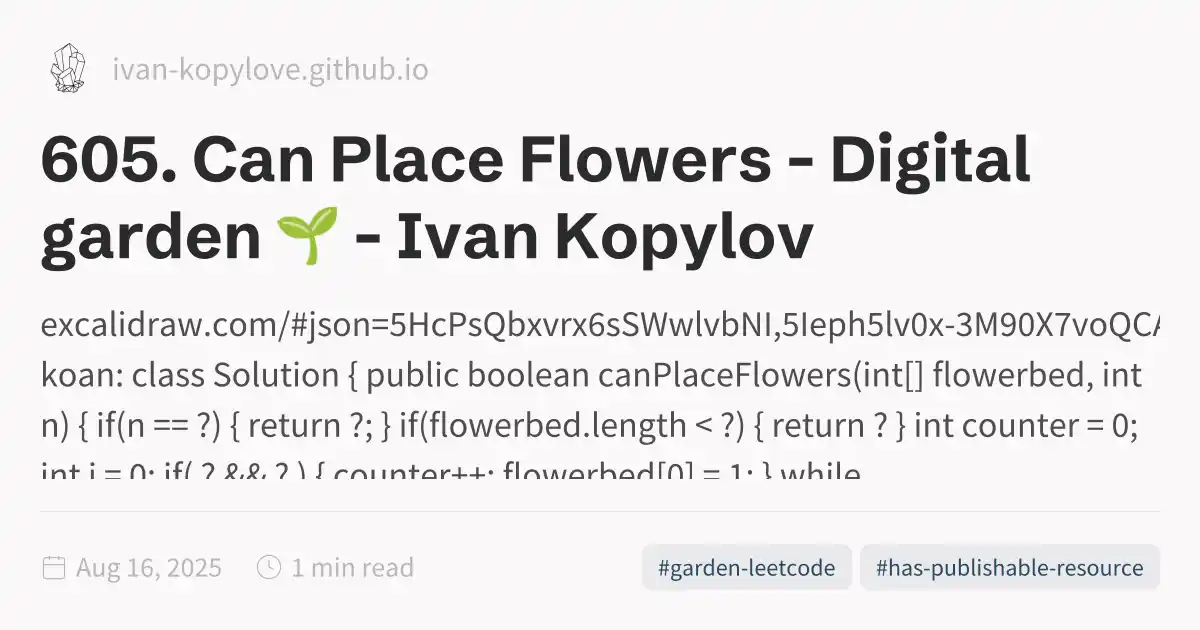 ivan-kopylove.github.io
605. Can Place Flowers - Digital
garden 🌱 - Ivan Kopylov
excalidraw.com/#json=5HcPsQbxvrx6sSWwlvbNI,5Ieph5lv0x-3M90X7voQCA
koan: class Solution { public boolean canPlaceFlowers(int[] flowerbed, int
n) { if(n == ?) { return ?; } if(flowerbed.length < ?) { return ? } int counter = 0;
int i = 0; if( ? && ? ) { counter++; flowerbed[0] = 1; } while
Aug 16, 2025
1 min read
#garden-leetcode
#has-publishable-resource